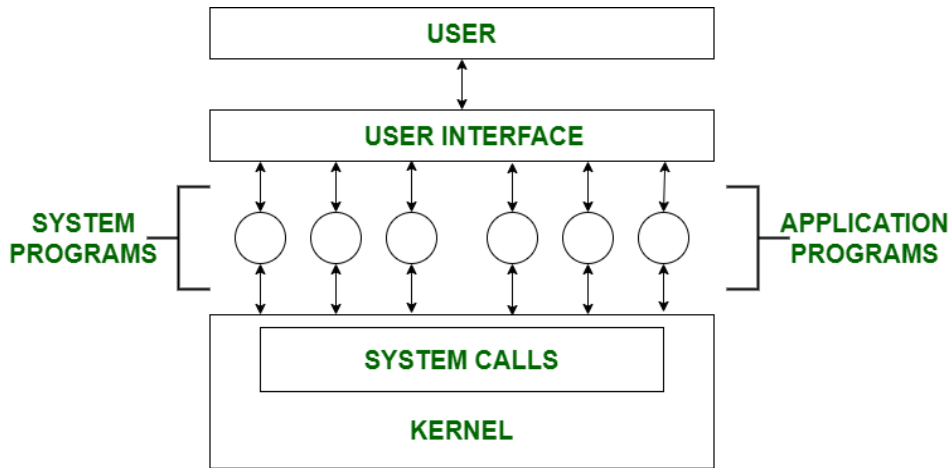 USER
USER INTERFACE
SYSTEM
PROGRAMS
APPLICATION
PROGRAMS
SYSTEM CALLS
KERNEL